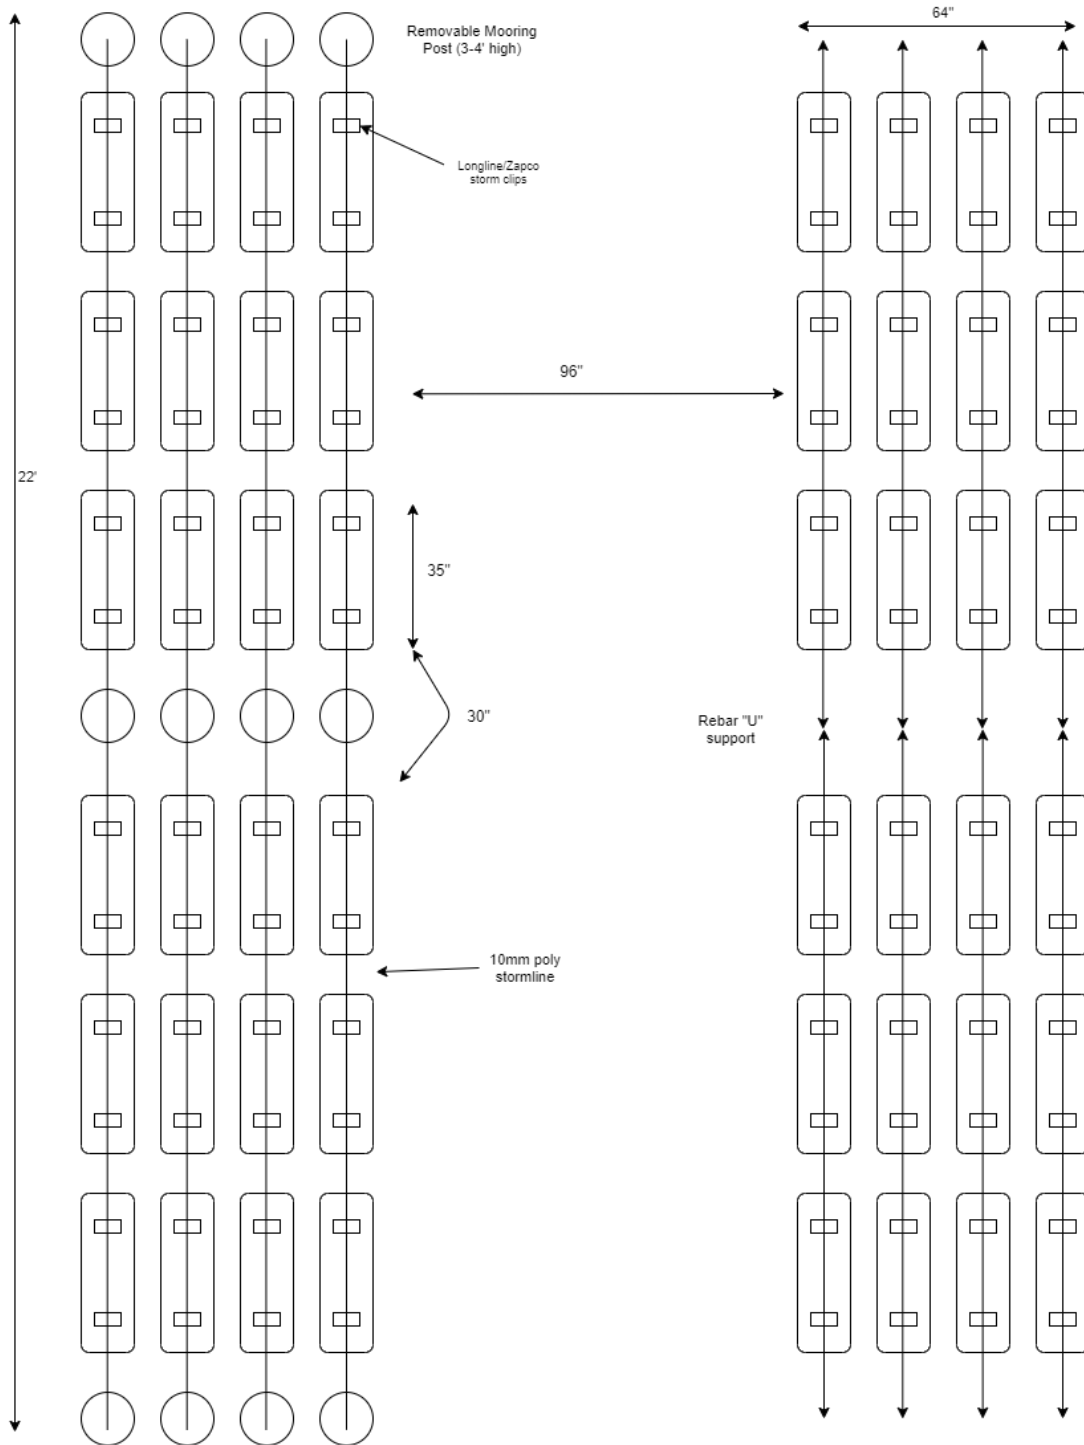 64"
Removable Mooring
Post (3-4' high)
Longline/Zapco
storm clips
96"
22'
35"
30"
Rebar "U"
support
10mm poly
stormline